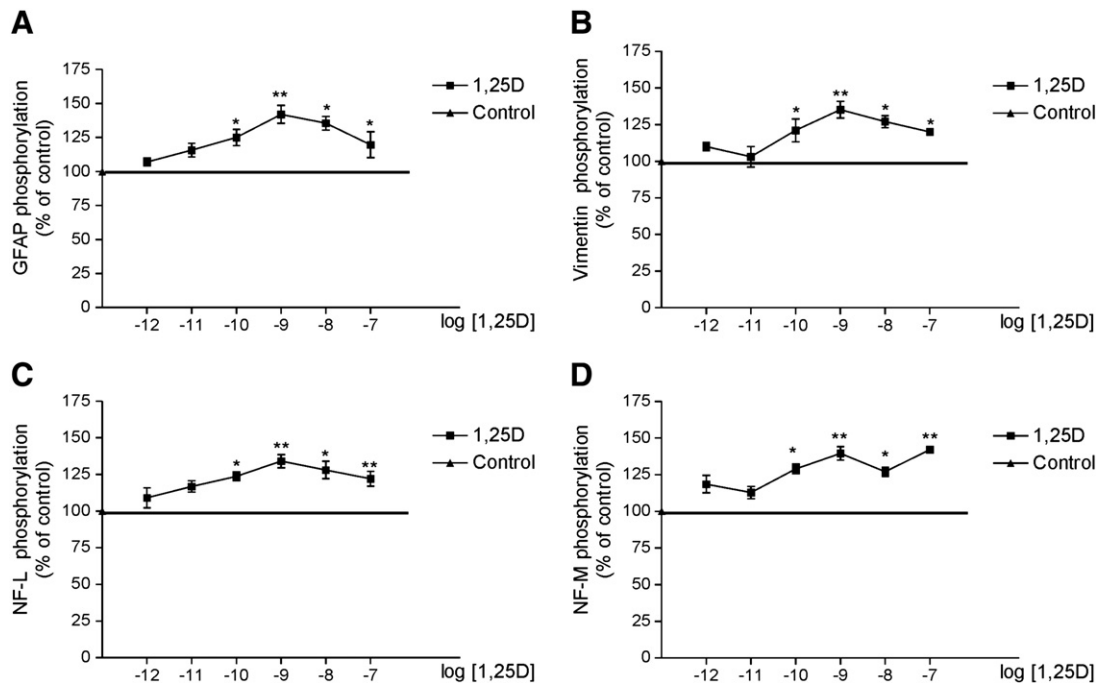 A
GFAP phosphorylation
(% of control)
175
150
125
100
75
50
25
0
* ** * *
1,25D
Control
-12 -11 -10 -9 -8 -7 log [1,25D]
B
Vimentin phosphorylation
(% of control)
175
150
125
100
75
50
25
0
* ** * *
1,25D
Control
-12 -11 -10 -9 -8 -7 log [1,25D]
C
NF-L phosphorylation
(% of control)
175
150
125
100
75
50
25
0
* ** * **
1,25D
Control
-12 -11 -10 -9 -8 -7 log [1,25D]
D
NF-M phosphorylation
(% of control)
175
150
125
100
75
50
25
0
* ** * **
1,25D
Control
-12 -11 -10 -9 -8 -7 log [1,25D]